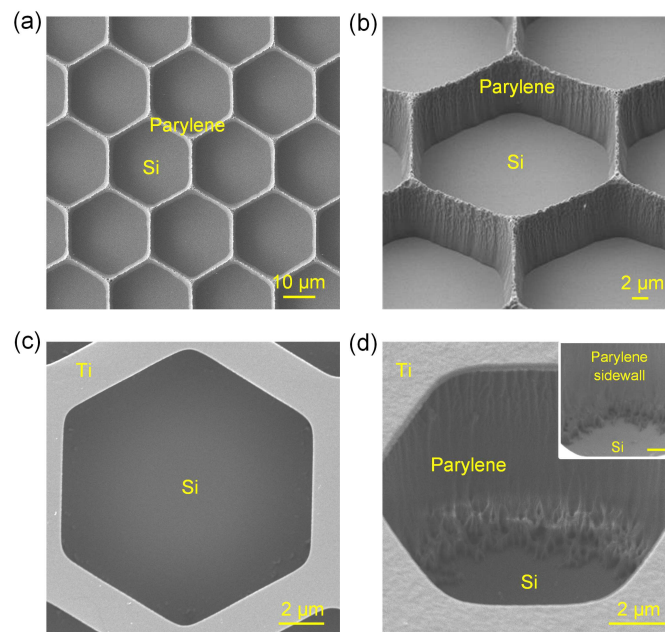 (a)
Parylene
Si
10 μm
(b)
Parylene
Si
2 μm
(c)
Ti
Si
2 μm
(d)
Ti
Parylene
sidewall
Si
Parylene
Si
2 μm